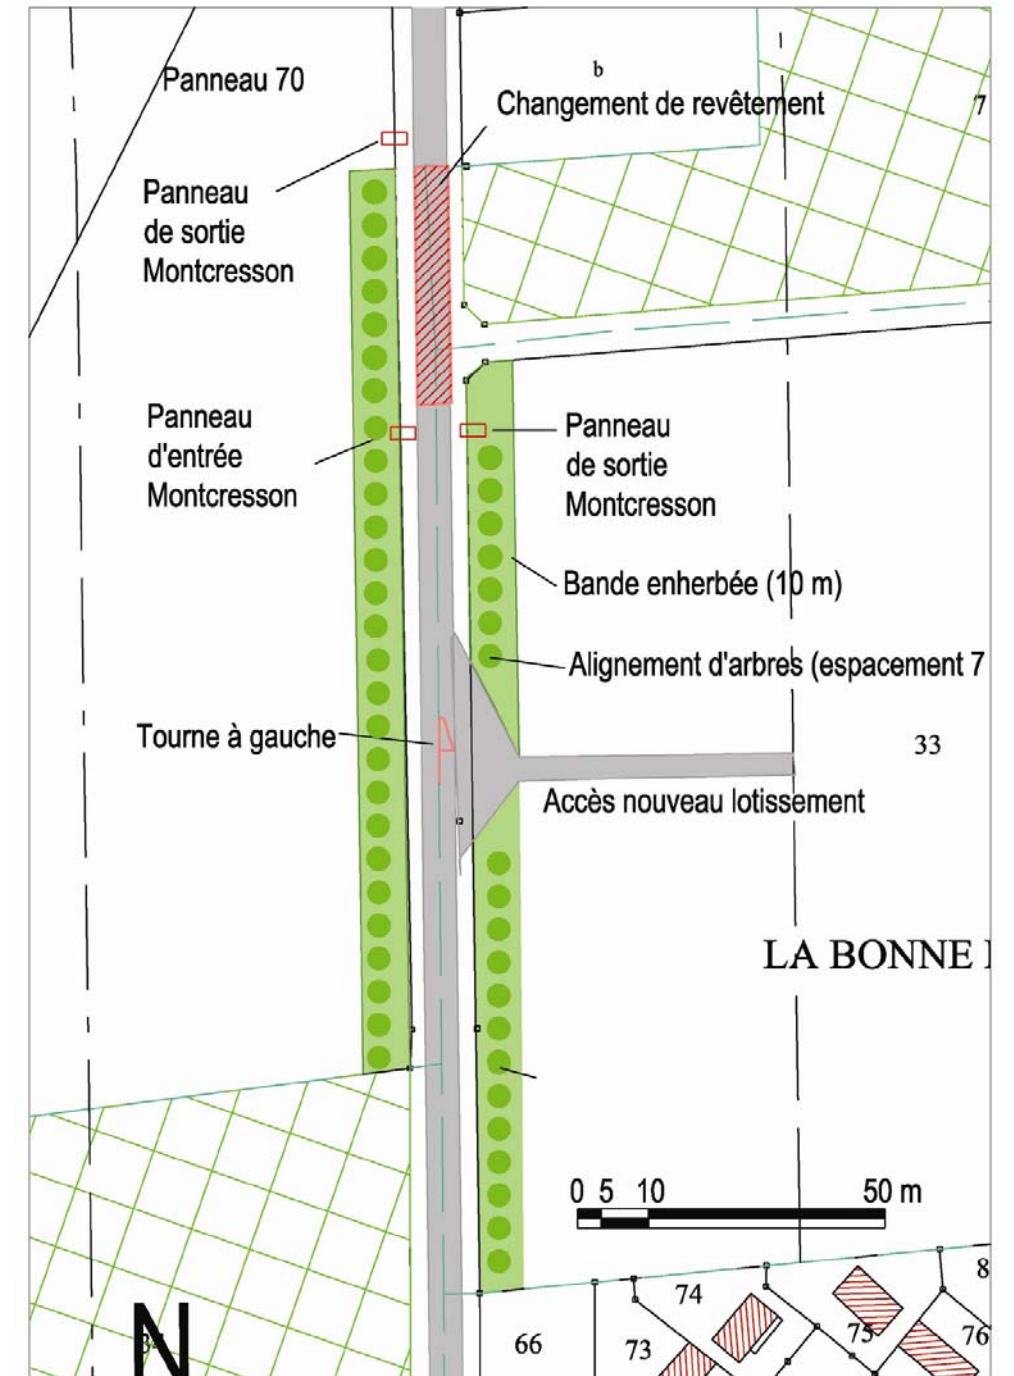 Panneau 70
b
Changement de revêtement
7
Panneau
de sortie
Montcresson
Panneau
d'entrée
Montcresson
Panneau
de sortie
Montcresson
Bande enherbée (10 m)
Alignement d'arbres (espacement 7
Tourne à gauche
33
Accès nouveau lotissement
LA BONNE
0 5 10 50 m
8
74
N
66
73
75
76